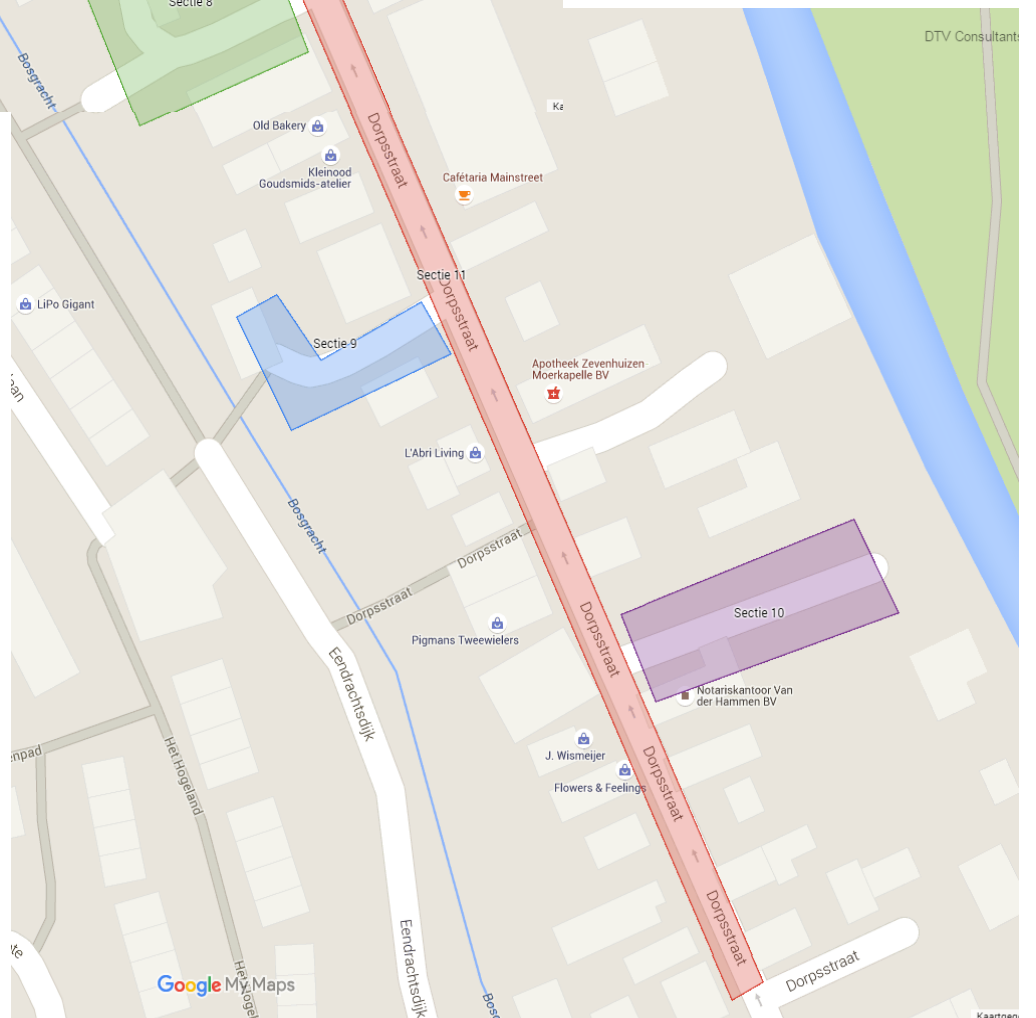 Sectie 8
DTV Consultants
Bosgracht
Old Bakery
Kleinood
Goudsmids-atelier
Dorpsstraat
Cafétaria Mainstreet
Sectie 11
Dorpsstraat
LiPo Gigant
Sectie 9
Apotheek Zevenhuizen
Moerkapelle BV
L'Abri Living
Bosgracht
Dorpsstraat
Dorpsstraat
Dorpsstraat
Sectie 10
Pigmans Tweewielers
Eendrachtsdijk
Notariskantoor Van
der Hammen BV
J. Wismeijer
Flowers & Feelings
Dorpsstraat
Het Hogeland
Dorpsstraat
Dorpsstraat
Eendrachtsdijk
Google My Maps